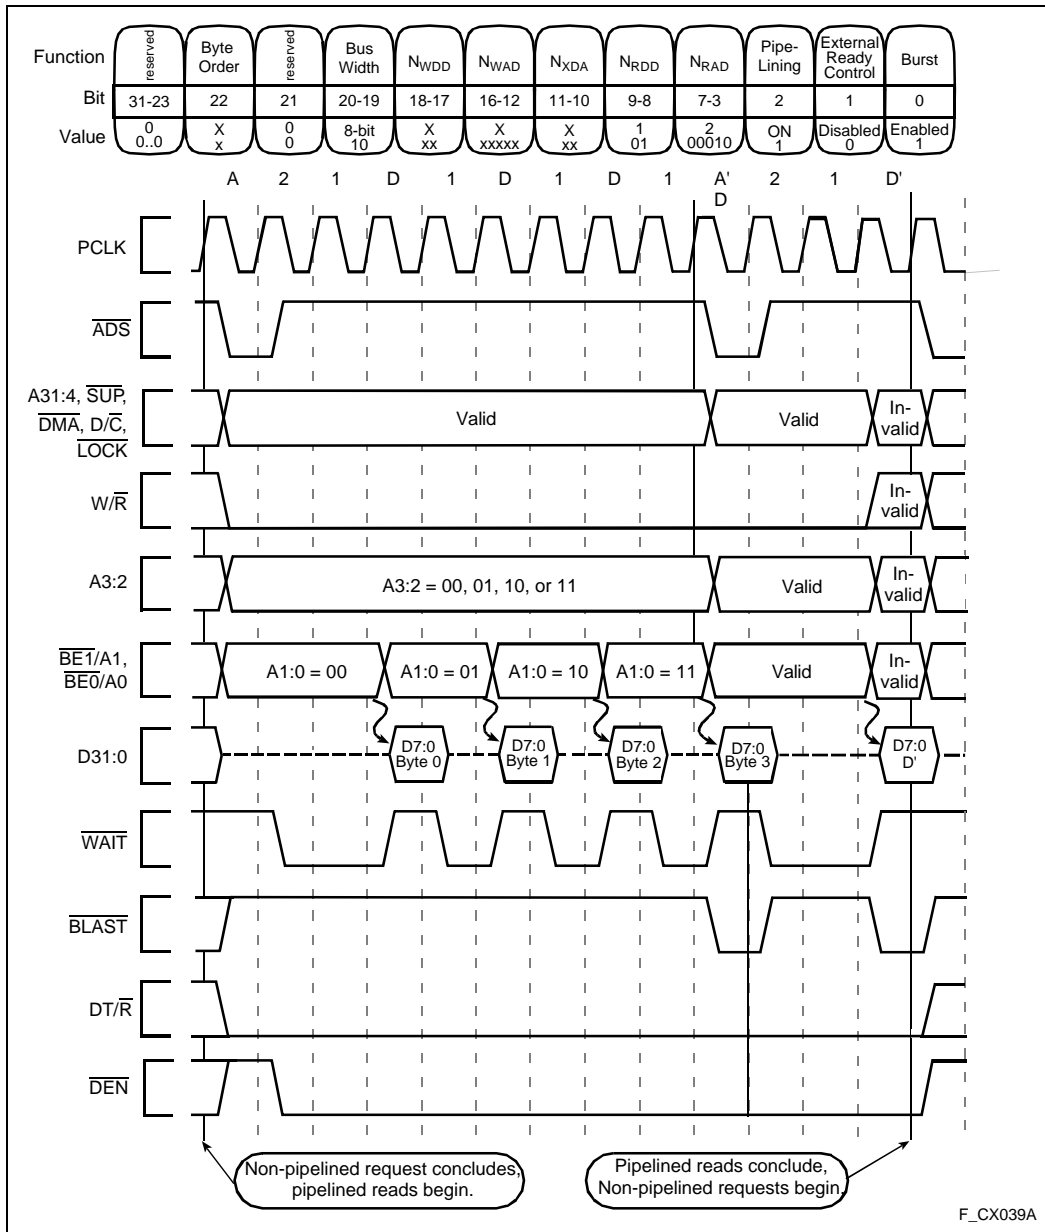 Function reserved Byte Order reserved Bus Width NWDD NWAD NXDA NRDD NRAD Pipe- Lining External Ready Control Burst
Bit 31-23 22 21 20-19 18-17 16-12 11-10 9-8 7-3 2 1 0
Value 0 0..0 X x 0 0 8-bit 10 X xx X xxxxx X xx 1 01 2 00010 ON 1 Disabled 0 Enabled 1
A 2 1 D 1 D 1 D 1 A' 2 1 D'
D
PCLK
ADS
A31:4, SUP,
DMA, D/C,
LOCK
Valid Valid In-valid
W/R In-valid
A3:2 A3:2 = 00, 01, 10, or 11 Valid In-valid
BE1/A1,
BE0/A0
A1:0 = 00 A1:0 = 01 A1:0 = 10 A1:0 = 11 Valid In-valid
D31:0 D7:0 Byte 0 D7:0 Byte 1 D7:0 Byte 2 D7:0 Byte 3 D7:0 D'
WAIT
BLAST
DT/R
DEN
Non-pipelined request concludes,
pipelined reads begin.
Pipelined reads conclude,
Non-pipelined requests begin.
F_CX039A